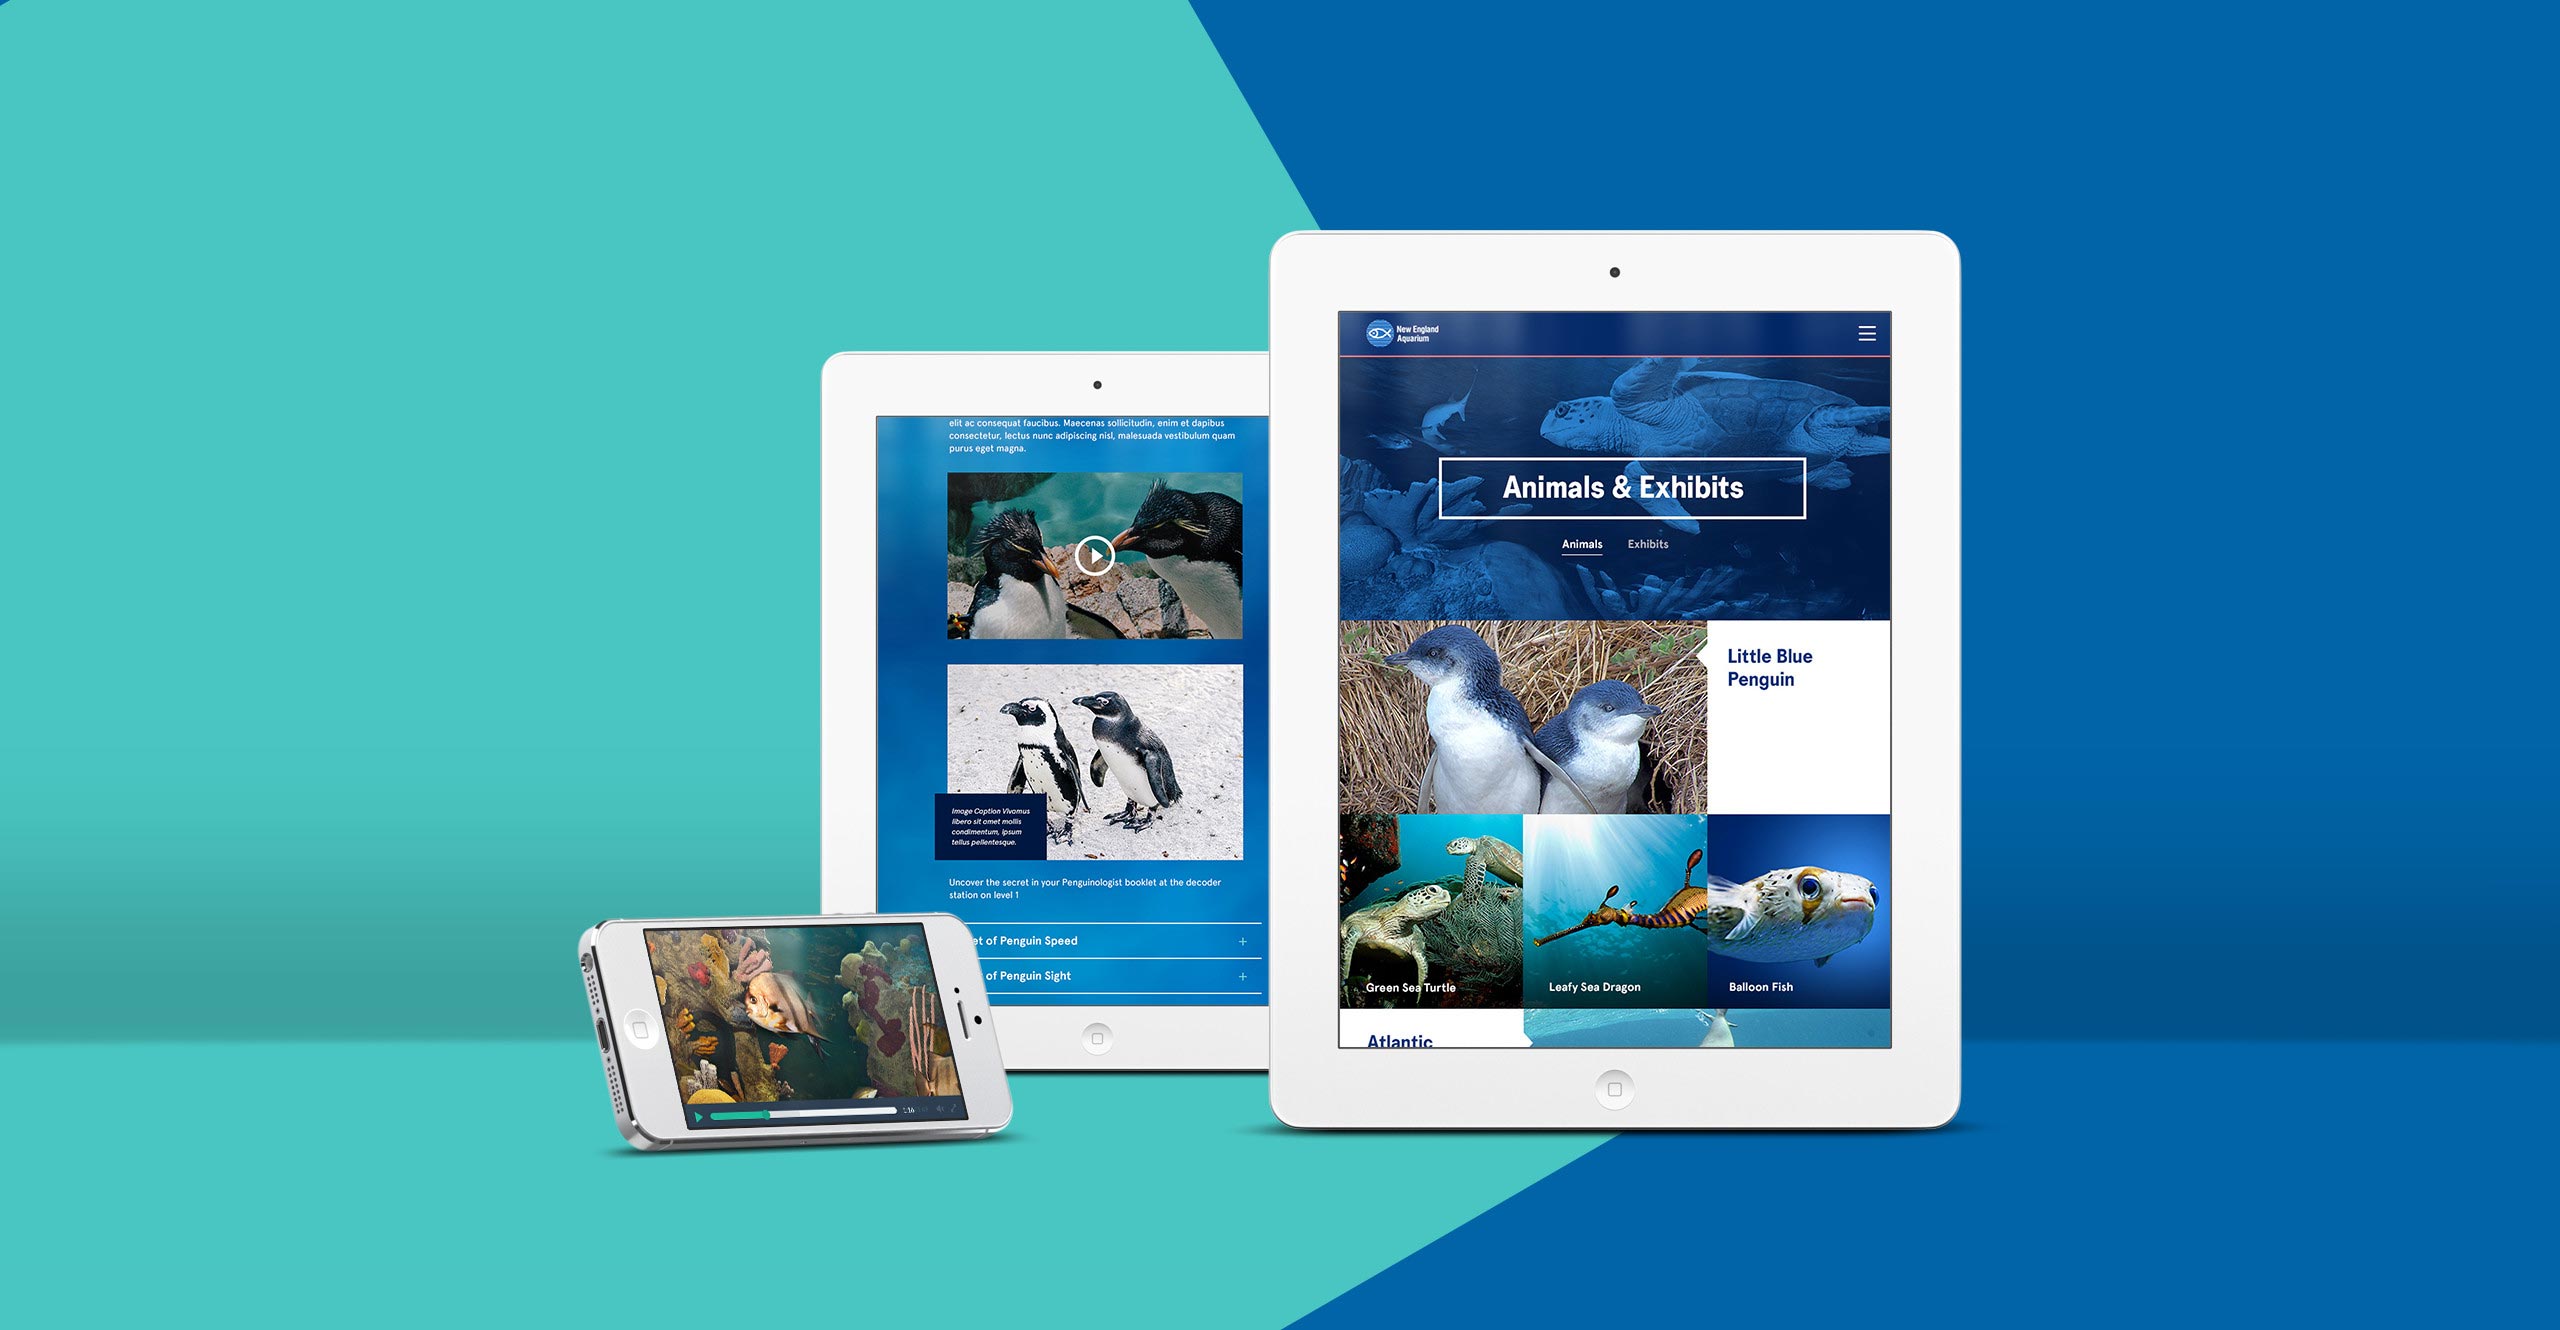 elit ac consequat faucibus. Maecenas sollicitudin, enim et dapibus
consectetur, lectus nunc adipiscing nisl, malesuada vestibulum quam
purus eget magna.
Image Caption Vivamus
libero sit amet mollis
condimentum, ipsum
tellus pellentesque.
Uncover the secret in your Penguinologist booklet at the decoder
station on level 1
of Penguin Speed
of Penguin Sight
New England
Aquarium
Animals & Exhibits
Animals Exhibits
Little Blue
Penguin
Green Sea Turtle
Leafy Sea Dragon
Balloon Fish
Atlantic